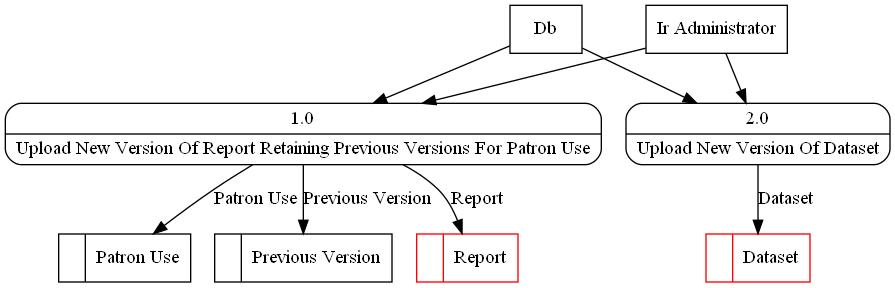 Db
Ir Administrator
1.0
Upload New Version Of Report Retaining Previous Versions For Patron Use
2.0
Upload New Version Of Dataset
Patron Use
Previous Version
Report
Dataset
Patron Use
Previous Version
Report
Dataset